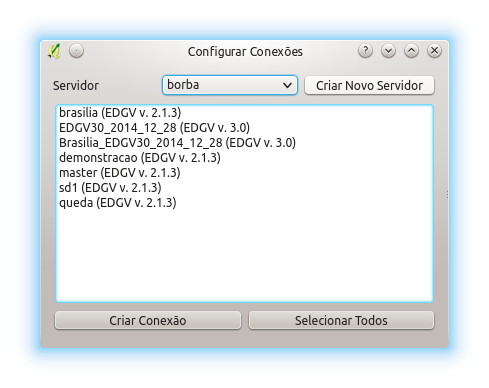 Configurar Conexões
Servidor borba Criar Novo Servidor
brasilia (EDGV v. 2.1.3)
EDGV30_2014_12_28 (EDGV v. 3.0)
Brasilia_EDGV30_2014_12_28 (EDGV v. 3.0)
demonstracao (EDGV v. 2.1.3)
master (EDGV v. 2.1.3)
sd1 (EDGV v. 2.1.3)
queda (EDGV v. 2.1.3)
Criar Conexão Selecionar Todos